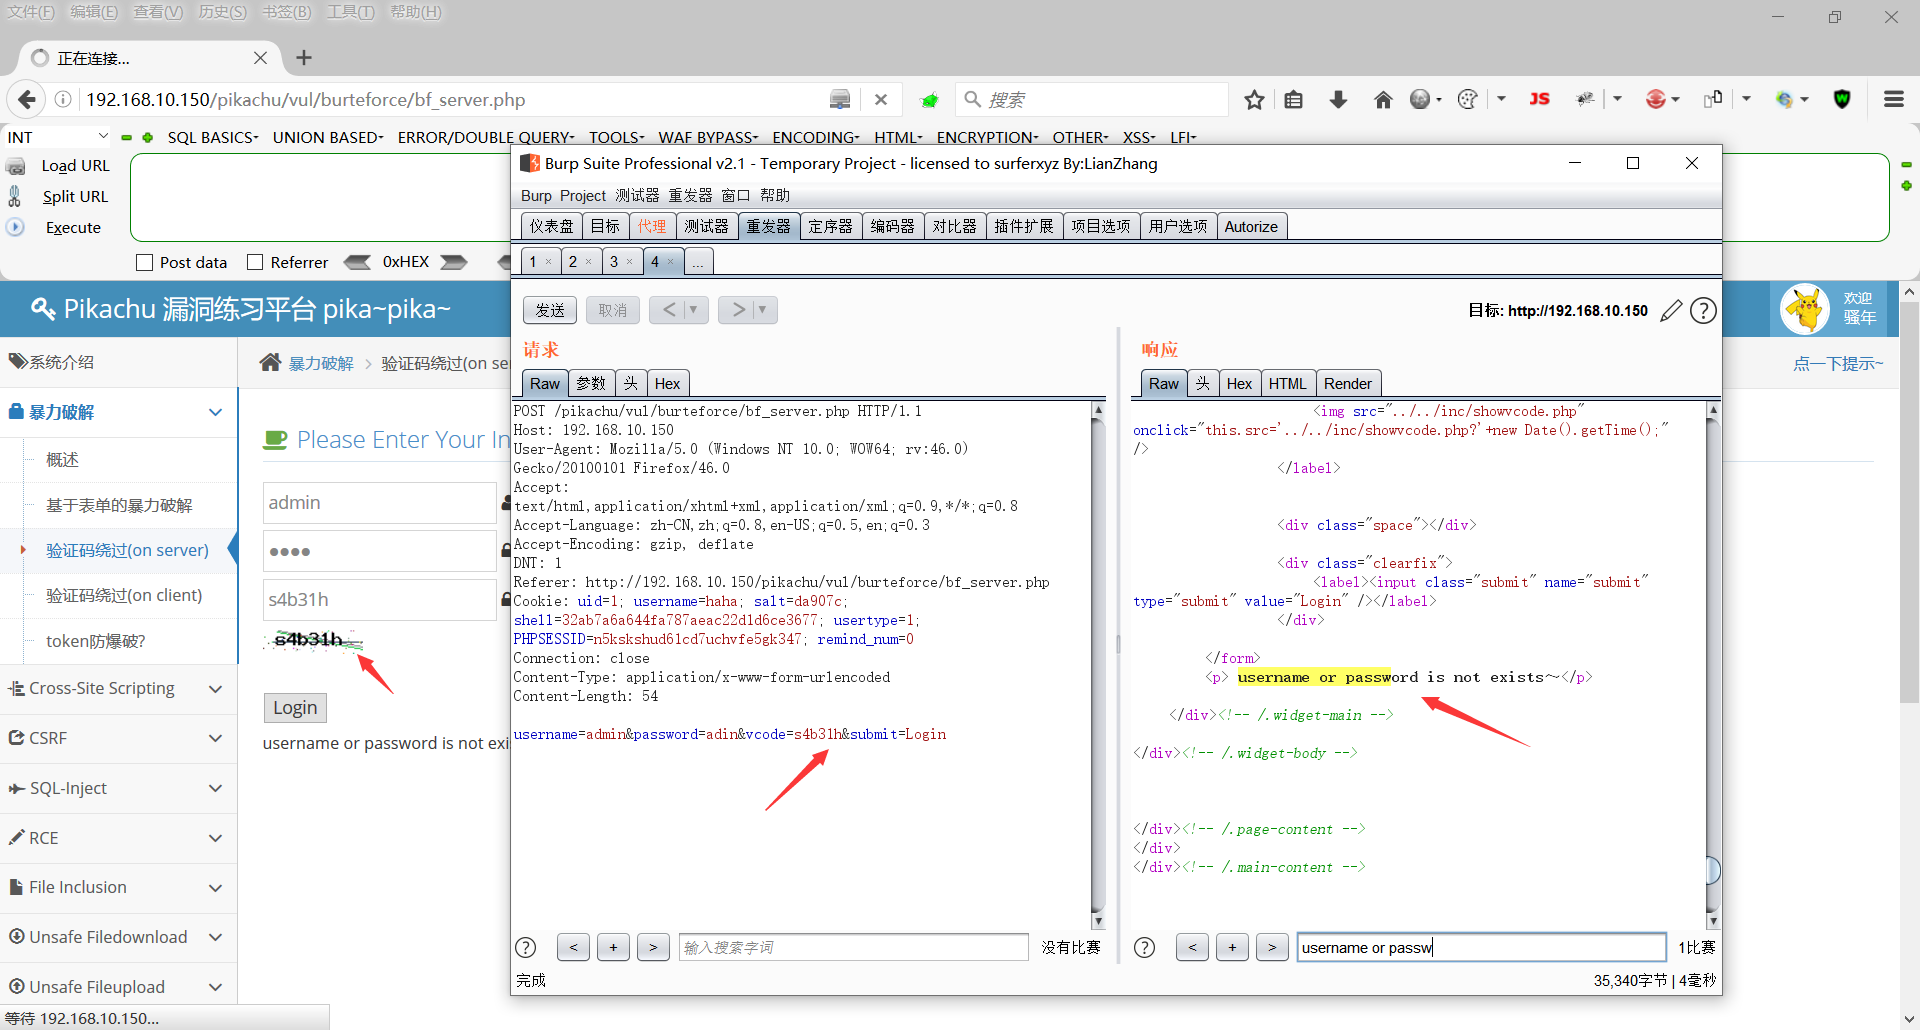 文件(F) 编辑(E) 查看(V) 历史(S) 书签(B) 工具(T) 帮助(H)
正在连接...
192.168.10.150/pikachu/vul/burteforce/bf_server.php
搜索
JS
INT
SQL BASICS UNION BASED ERROR/DOUBLE QUERY TOOLS WAF BYPASS ENCODING HTML ENCRYPTION OTHER XSS LFI
Load URL
Split URL
Execute
Post data Referrer 0xHEX
Burp Suite Professional v2.1 - Temporary Project - licensed to surferxyz By:LianZhang
Burp Project 测试器 重发器 窗口 帮助
仪表盘 目标 代理 测试器 重发器 定序器 编码器 对比器 插件扩展 项目选项 用户选项 Autorize
1 × 2 × 3 × 4 × ...
发送 取消 < ▼ > ▼
目标: http://192.168.10.150
Pikachu 漏洞练习平台 pika~pika~
欢迎
骚年
系统介绍
暴力破解
概述
基于表单的暴力破解
验证码绕过(on server)
验证码绕过(on client)
token防爆破?
Cross-Site Scripting
CSRF
SQL-Inject
RCE
File Inclusion
Unsafe Filedownload
Unsafe Fileupload
等待 192.168.10.150...
暴力破解 > 验证码绕过(on se
点一下提示~
Please Enter Your In
admin
●●●●
s4b31h
s4b31h
Login
username or password is not exi
请求
Raw 参数 头 Hex
POST /pikachu/vul/burteforce/bf_server.php HTTP/1.1
Host: 192.168.10.150
User-Agent: Mozilla/5.0 (Windows NT 10.0; WOW64; rv:46.0)
Gecko/20100101 Firefox/46.0
Accept:
text/html,application/xhtml+xml,application/xml;q=0.9,*/*;q=0.8
Accept-Language: zh-CN,zh;q=0.8,en-US;q=0.5,en;q=0.3
Accept-Encoding: gzip, deflate
DNT: 1
Referer: http://192.168.10.150/pikachu/vul/burteforce/bf_server.php
Cookie: uid=1; username=haha; salt=da907c;
shell=32ab7a6a644fa787aeac22d1d6ce3677; usertype=1;
PHPSESSID=n5kskshud61cd7uchvfe5gk347; remind_num=0
Connection: close
Content-Type: application/x-www-form-urlencoded
Content-Length: 54
username=admin&password=adin&vcode=s4b31h&submit=Login
? < + > 输入搜索字词 没有比赛
完成
响应
Raw 头 Hex HTML Render
<img src="../../inc/showvcode.php"
onclick="this.src='../../inc/showvcode.php?'+new Date().getTime();"
/>
</label>
<div class="space"></div>
<div class="clearfix">
<label><input class="submit" name="submit"
type="submit" value="Login" /></label>
</div>
</form>
<p> username or password is not exists~</p>
</div><!-- /.widget-main -->
</div><!-- /.widget-body -->
</div><!-- /.page-content -->
</div>
</div><!-- /.main-content -->
? < + > username or passw 1比赛
35,340字节 | 4毫秒